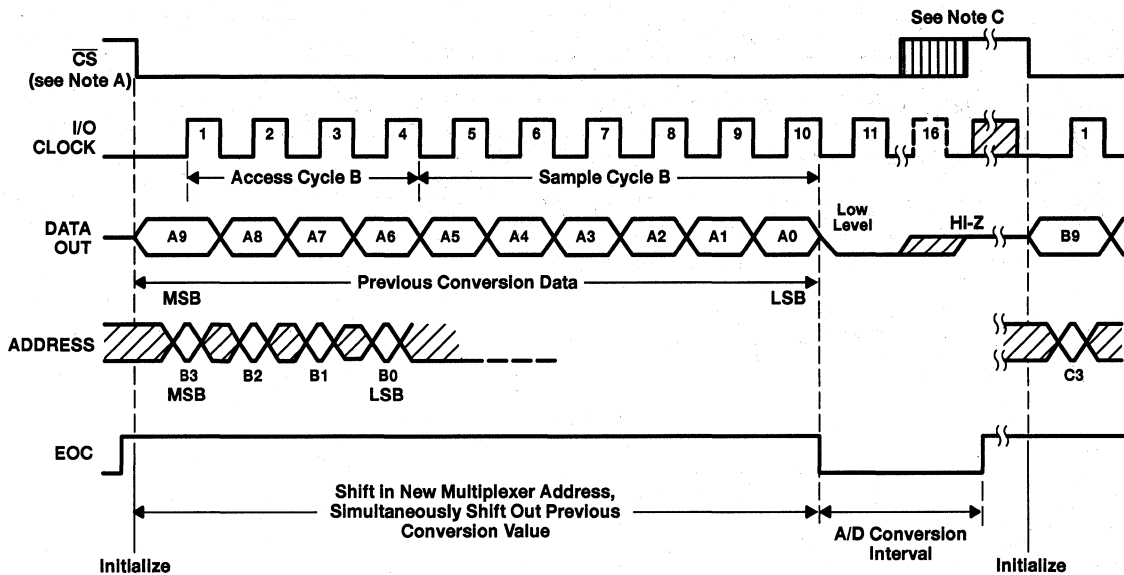 See Note C
CS
(see Note A)
I/O
CLOCK
1 2 3 4 5 6 7 8 9 10 11 16 1
Access Cycle B
Sample Cycle B
DATA
OUT
A9 A8 A7 A6 A5 A4 A3 A2 A1 A0
Low
Level
Hi-Z
B9
Previous Conversion Data
MSB
LSB
ADDRESS
B3
MSB
B2
B1
B0
LSB
C3
EOC
Shift in New Multiplexer Address,
Simultaneously Shift Out Previous
Conversion Value
A/D Conversion
Interval
Initialize
Initialize